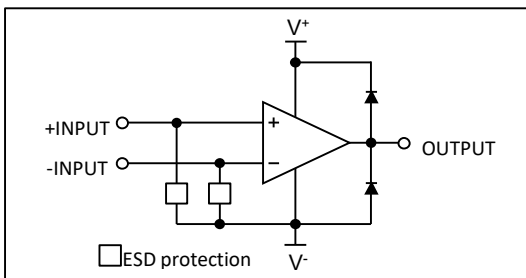 V+
+INPUT
+
-INPUT
−
OUTPUT
ESD protection
V-